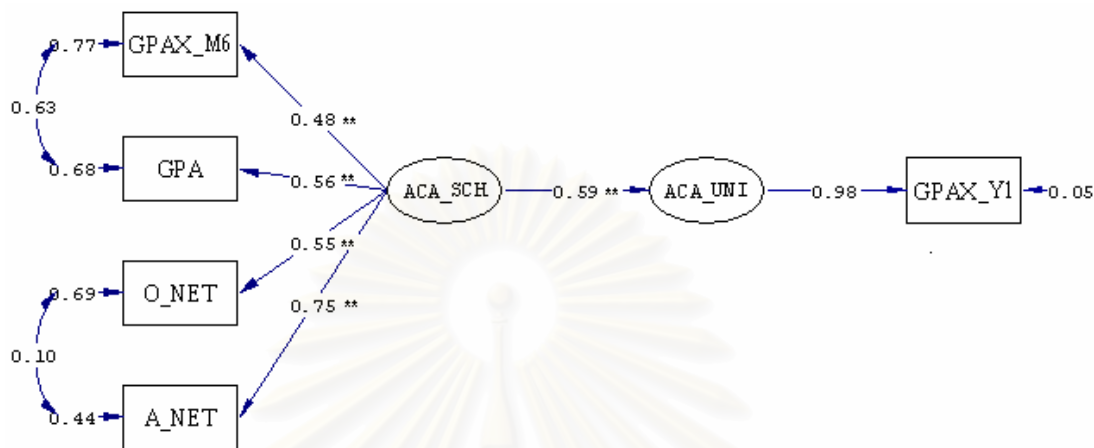 0.77
GPAX_M6
0.63
0.48 **
0.68
GPA
0.56 **
ACA_SCH
0.59 **
ACA_UNI
0.98
GPAX_Y1
0.05
0.55 **
0.69
O_NET
0.75 **
0.10
0.44
A_NET